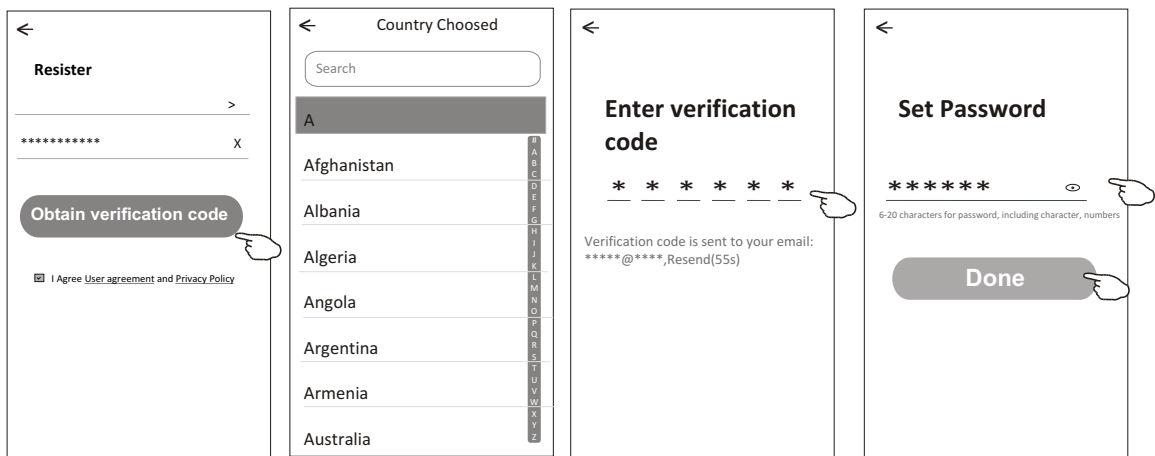 Resister
>
*********** X
Obtain verification code
I Agree User agreement and Privacy Policy
Country Choosed
Search
A
Afghanistan
Albania
Algeria
Angola
Argentina
Armenia
Australia
#
A
B
C
D
E
F
G
H
I
J
K
L
M
N
O
P
Q
R
S
T
U
V
W
X
Y
Z
Enter verification
code
* * * * * *
Verification code is sent to your email:
*****@****,Resend(55s)
Set Password
******
6-20 characters for password, including character, numbers
Done